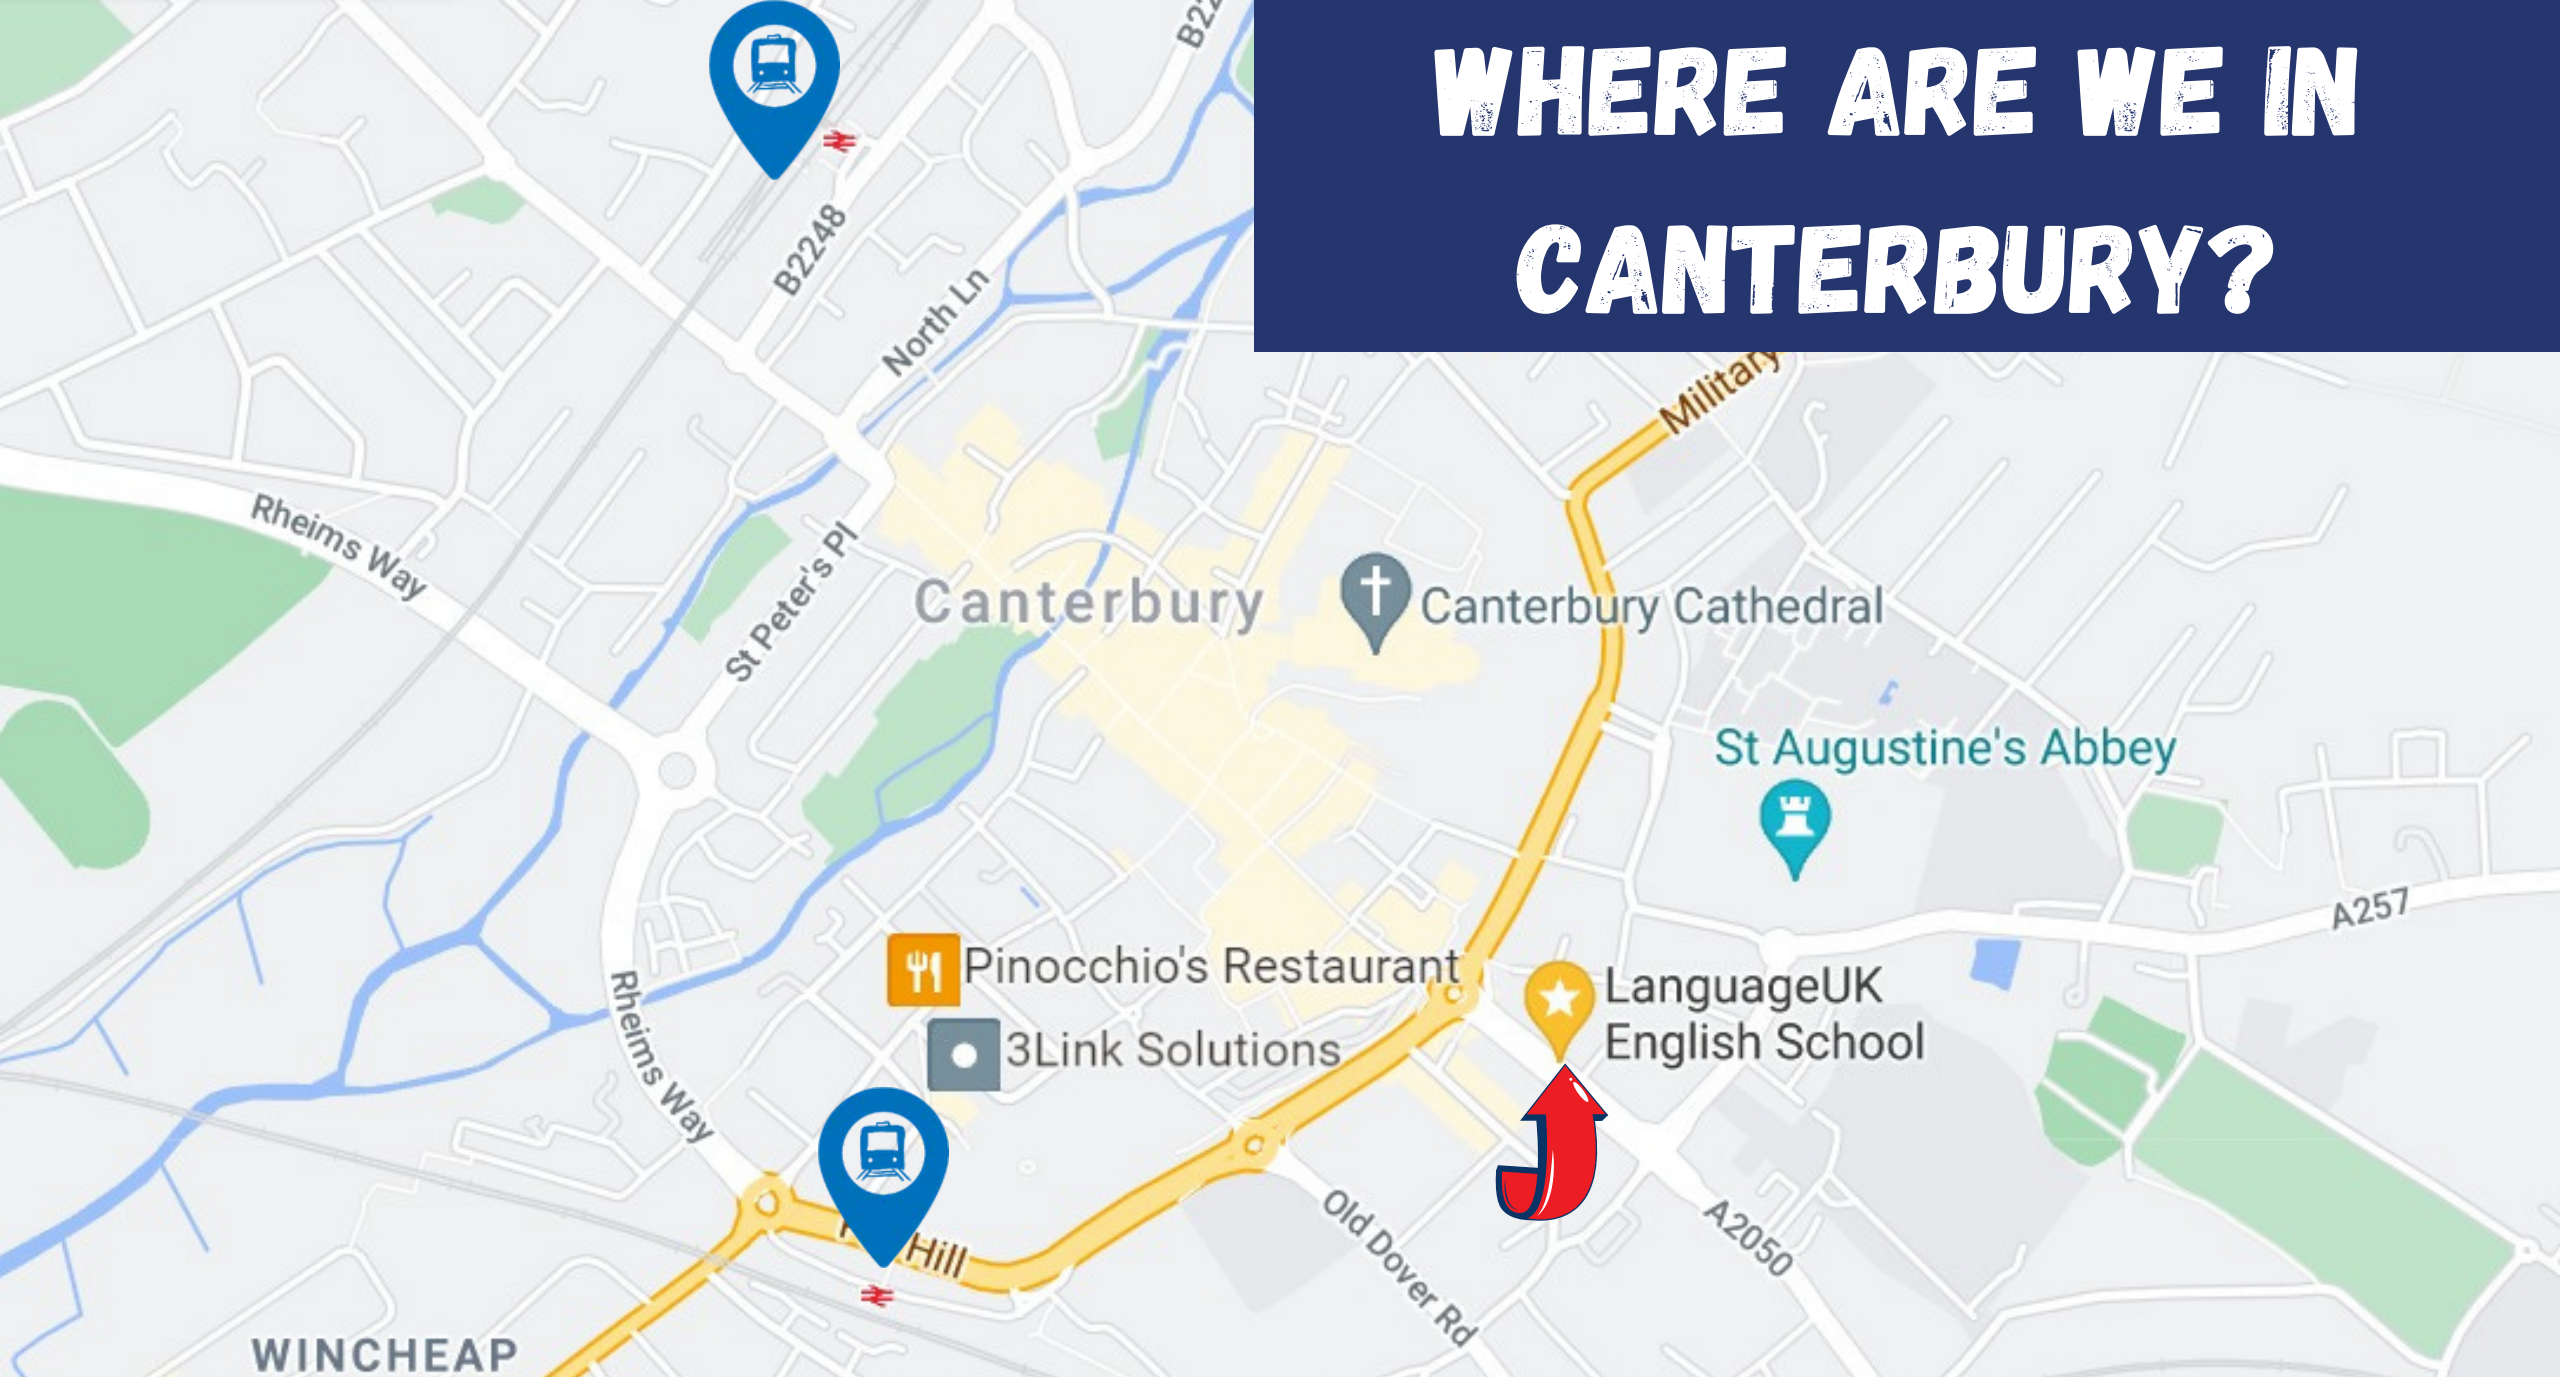 WHERE ARE WE IN
CANTERBURY?
B2248
North Ln
Military
Rheims Way
St Peter's Pl
Canterbury
Canterbury Cathedral
St Augustine's Abbey
A257
Pinocchio's Restaurant
LanguageUK
English School
3Link Solutions
Rheims Way
Hill
Old Dover Rd
A2050
WINCHEAP